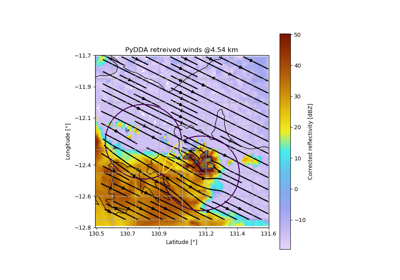 PyDDA retreived winds @4.54 km
-11.7
-11.9
-12.1
-12.4
-12.6
-12.8
Longitude [°]
130.5 130.7 130.9 131.2 131.4 131.6
Latitude [°]
50
40
30
20
10
0
−10
Corrected reflectivity [dBZ]